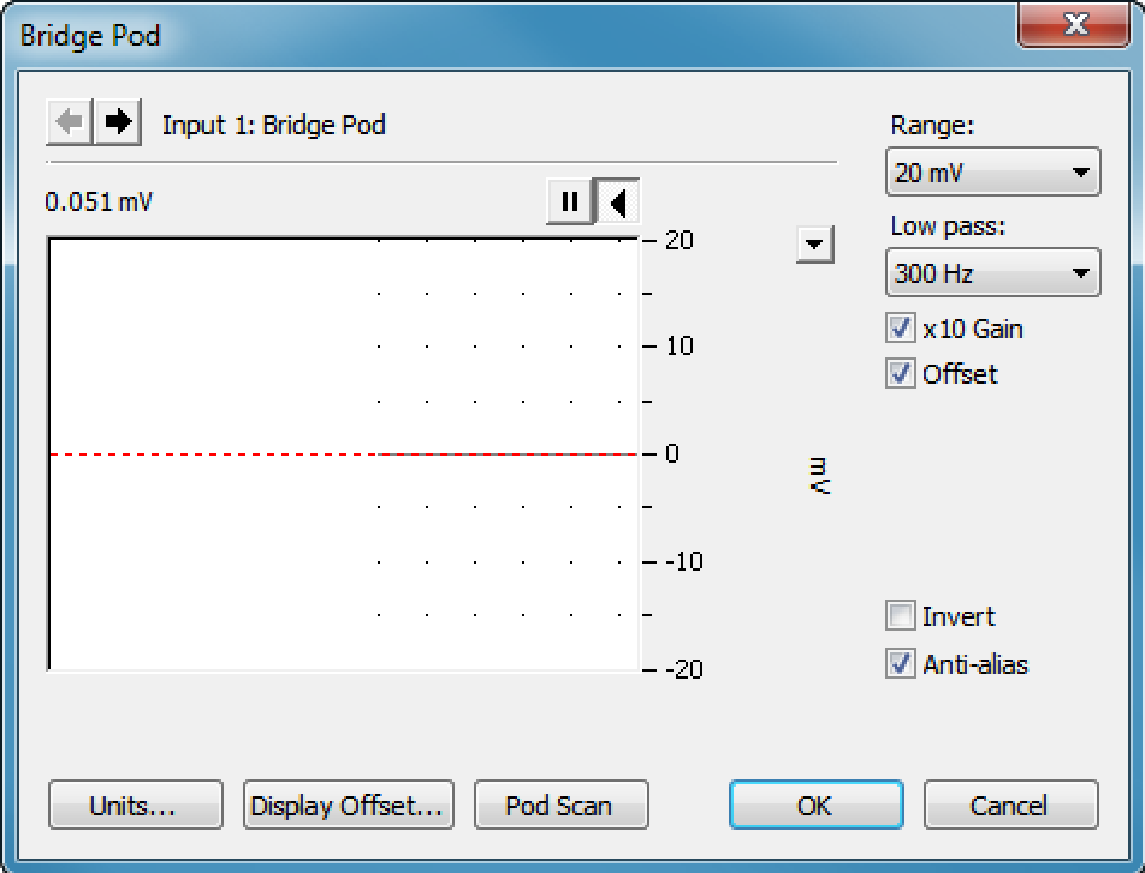 Bridge Pod
Input 1: Bridge Pod
0.051 mV
20
10
0
-10
-20
mV
Range:
20 mV
Low pass:
300 Hz
x10 Gain
Offset
Invert
Anti-alias
Units...
Display Offset...
Pod Scan
OK
Cancel